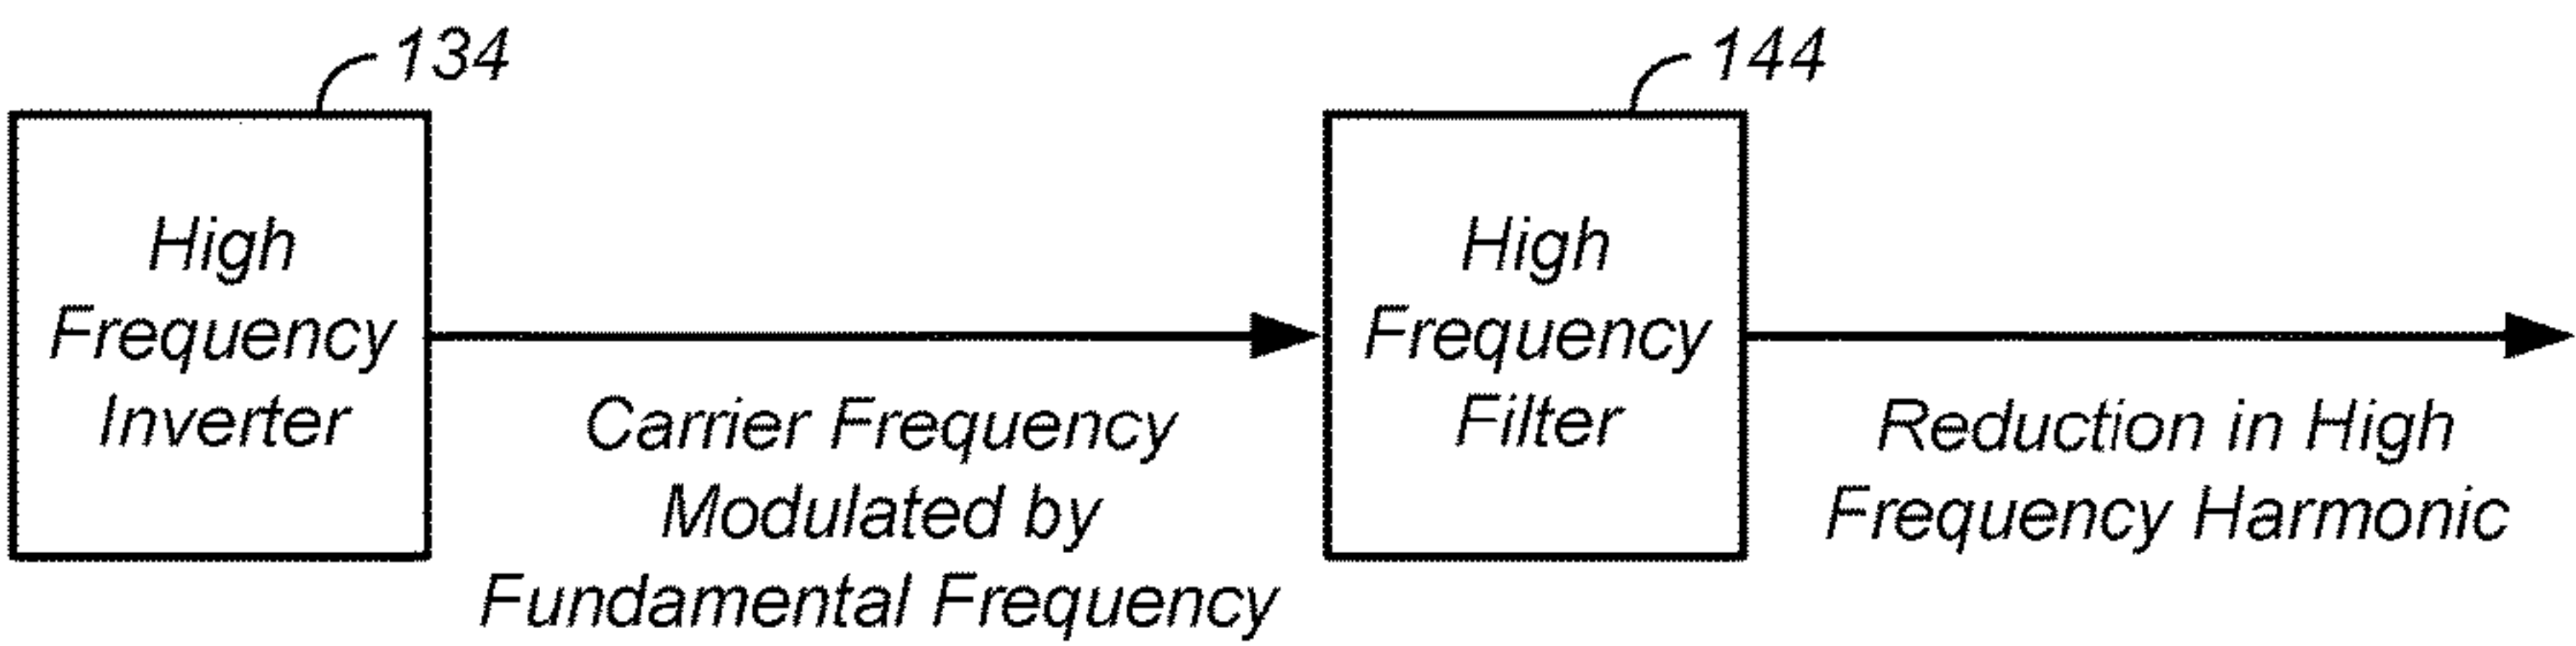 134
High
Frequency
Inverter
Carrier Frequency
Modulated by
Fundamental Frequency
144
High
Frequency
Filter
Reduction in High
Frequency Harmonic